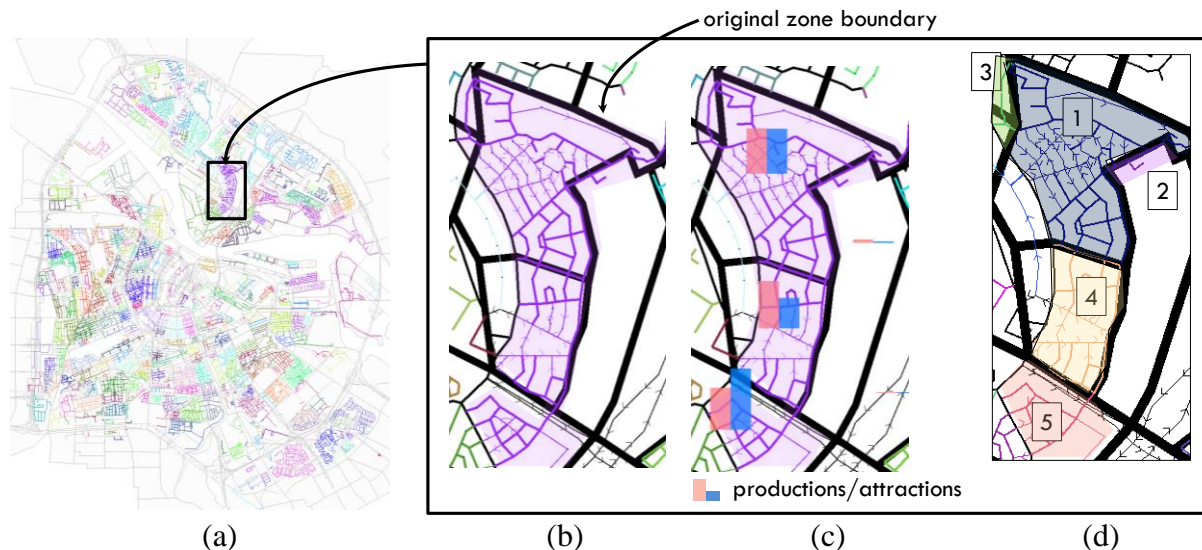 original zone boundary
3
1
2
4
5
productions/attractions
(a)
(b)
(c)
(d)